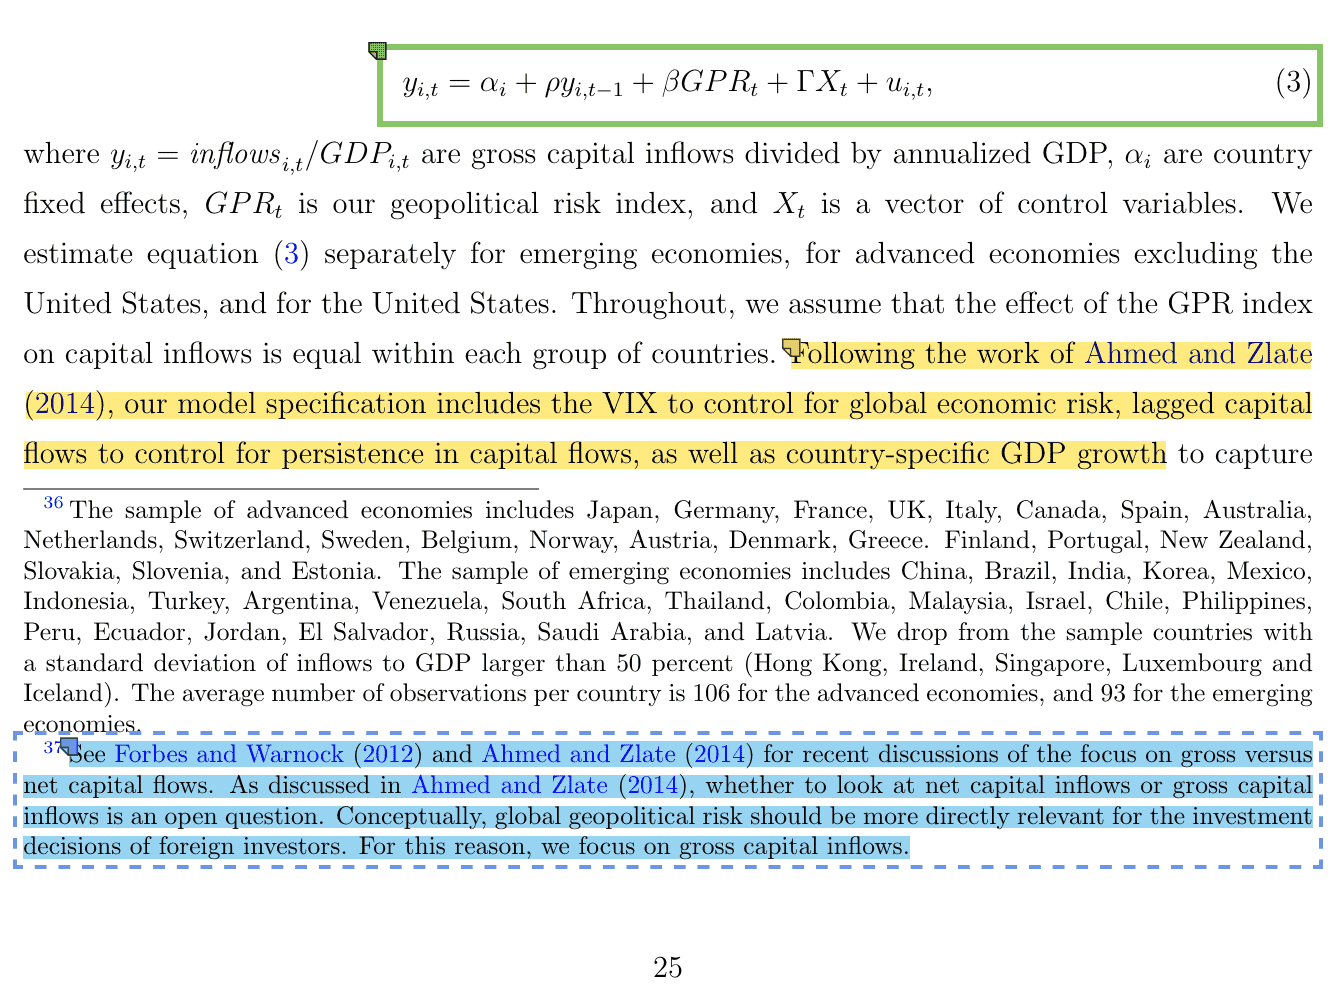 y_{i,t} = α_i + ρy_{i,t−1} + βGPR_t + ΓX_t + u_{i,t}, (3)
where y_{i,t} = inflows_{i,t}/GDP_{i,t} are gross capital inflows divided by annualized GDP, α_i are country
fixed effects, GPR_t is our geopolitical risk index, and X_t is a vector of control variables. We
estimate equation (3) separately for emerging economies, for advanced economies excluding the
United States, and for the United States. Throughout, we assume that the effect of the GPR index
on capital inflows is equal within each group of countries. Following the work of Ahmed and Zlate
(2014), our model specification includes the VIX to control for global economic risk, lagged capital
flows to control for persistence in capital flows, as well as country-specific GDP growth to capture
36 The sample of advanced economies includes Japan, Germany, France, UK, Italy, Canada, Spain, Australia,
Netherlands, Switzerland, Sweden, Belgium, Norway, Austria, Denmark, Greece. Finland, Portugal, New Zealand,
Slovakia, Slovenia, and Estonia. The sample of emerging economies includes China, Brazil, India, Korea, Mexico,
Indonesia, Turkey, Argentina, Venezuela, South Africa, Thailand, Colombia, Malaysia, Israel, Chile, Philippines,
Peru, Ecuador, Jordan, El Salvador, Russia, Saudi Arabia, and Latvia. We drop from the sample countries with
a standard deviation of inflows to GDP larger than 50 percent (Hong Kong, Ireland, Singapore, Luxembourg and
Iceland). The average number of observations per country is 106 for the advanced economies, and 93 for the emerging
economies.
37 See Forbes and Warnock (2012) and Ahmed and Zlate (2014) for recent discussions of the focus on gross versus
net capital flows. As discussed in Ahmed and Zlate (2014), whether to look at net capital inflows or gross capital
inflows is an open question. Conceptually, global geopolitical risk should be more directly relevant for the investment
decisions of foreign investors. For this reason, we focus on gross capital inflows.
25